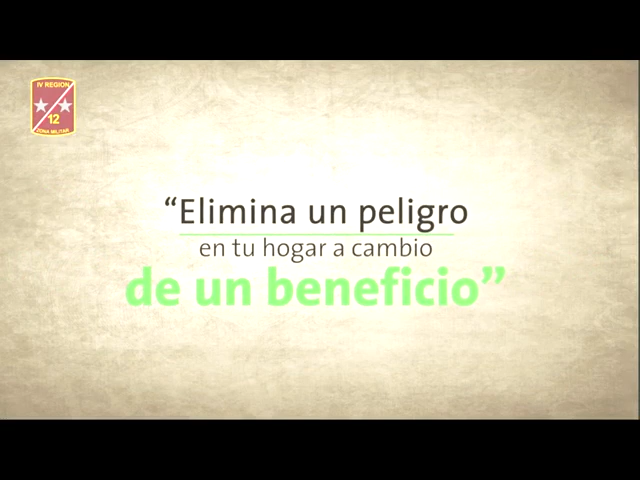 IV REGION
12
ZONA MILITAR
“Elimina un peligro
en tu hogar a cambio
de un beneficio”